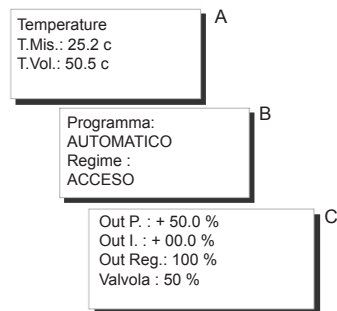 A
Temperature
T.Mis.: 25.2 c
T.Vol.: 50.5 c
B
Programma:
AUTOMATICO
Regime :
ACCESO
C
Out P. : + 50.0 %
Out I. : + 00.0 %
Out Reg.: 100 %
Valvola : 50 %